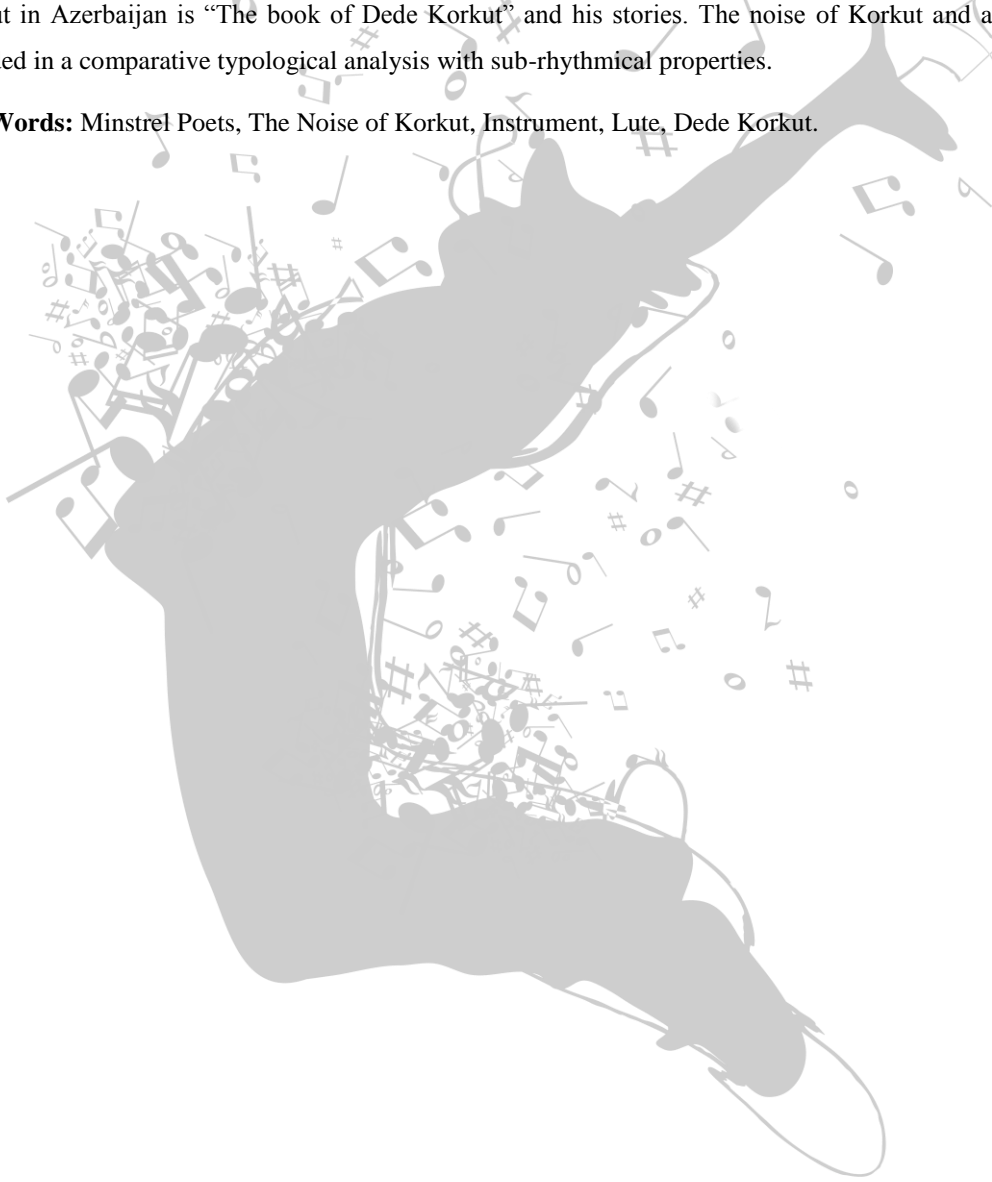 ut in Azerbaijan is “The book of Dede Korkut” and his stories. The noise of Korkut and a
led in a comparative typological analysis with sub-rhythmical properties.
Words: Minstrel Poets, The Noise of Korkut, Instrument, Lute, Dede Korkut.